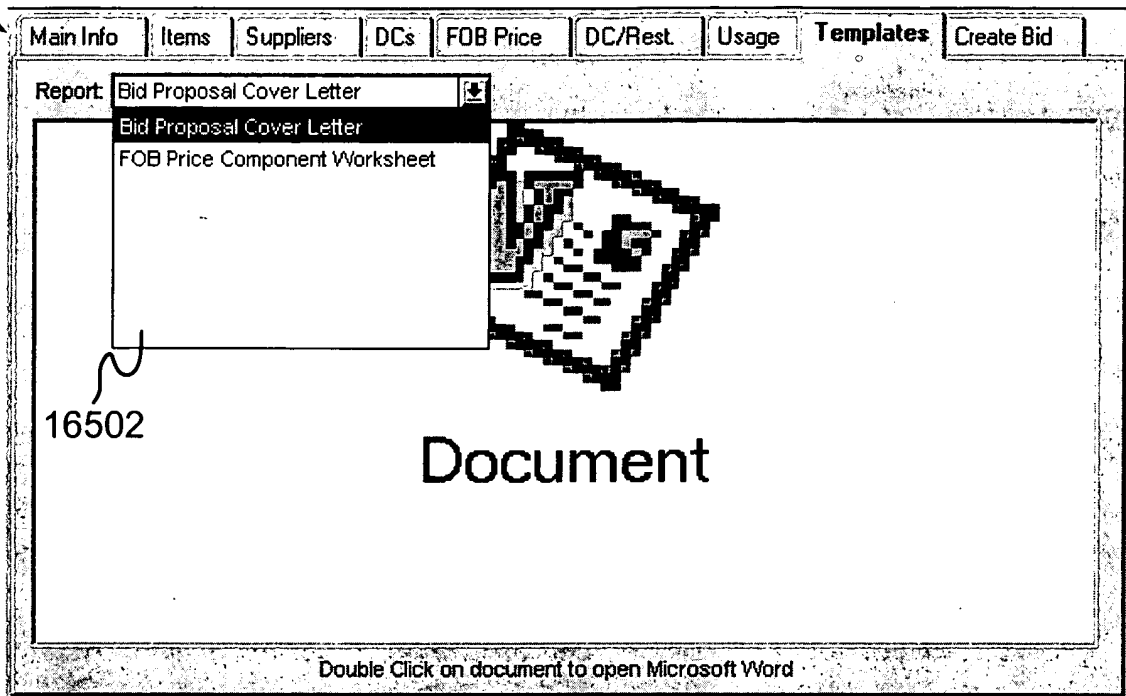 Main Info Items Suppliers DCs FOB Price DC/Rest. Usage Templates Create Bid
Report: Bid Proposal Cover Letter
Bid Proposal Cover Letter
FOB Price Component Worksheet
16502
Document
Double Click on document to open Microsoft Word